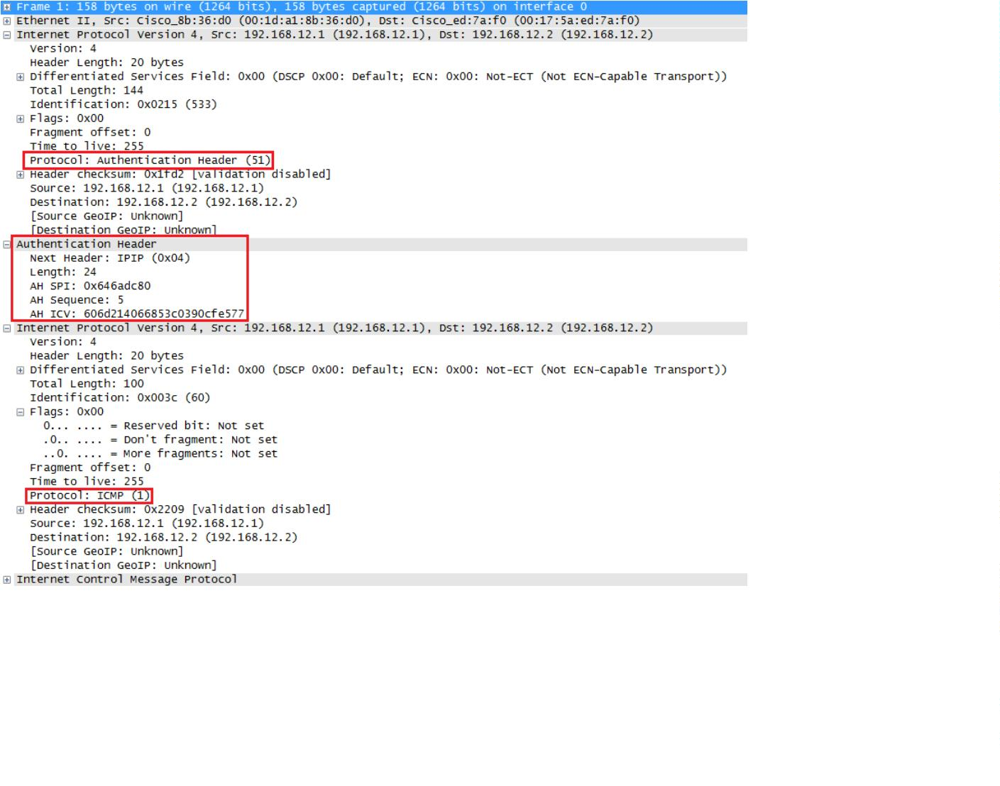 Frame 1: 158 bytes on wire (1264 bits), 158 bytes captured (1264 bits) on interface 0
Ethernet II, Src: Cisco_8b:36:d0 (00:1d:a1:8b:36:d0), Dst: Cisco_ed:7a:f0 (00:17:5a:ed:7a:f0)
Internet Protocol Version 4, Src: 192.168.12.1 (192.168.12.1), Dst: 192.168.12.2 (192.168.12.2)
Version: 4
Header Length: 20 bytes
Differentiated Services Field: 0x00 (DSCP 0x00: Default; ECN: 0x00: Not-ECT (Not ECN-Capable Transport))
Total Length: 144
Identification: 0x0215 (533)
Flags: 0x00
Fragment offset: 0
Time to live: 255
Protocol: Authentication Header (51)
Header checksum: 0x1fd2 [validation disabled]
Source: 192.168.12.1 (192.168.12.1)
Destination: 192.168.12.2 (192.168.12.2)
[Source GeoIP: Unknown]
[Destination GeoIP: Unknown]
Authentication Header
Next Header: IPIP (0x04)
Length: 24
AH SPI: 0x646adc80
AH Sequence: 5
AH ICV: 606d214066853c0390cfe577
Internet Protocol Version 4, Src: 192.168.12.1 (192.168.12.1), Dst: 192.168.12.2 (192.168.12.2)
Version: 4
Header Length: 20 bytes
Differentiated Services Field: 0x00 (DSCP 0x00: Default; ECN: 0x00: Not-ECT (Not ECN-Capable Transport))
Total Length: 100
Identification: 0x003c (60)
Flags: 0x00
0... .... = Reserved bit: Not set
.0.. .... = Don't fragment: Not set
..0. .... = More fragments: Not set
Fragment offset: 0
Time to live: 255
Protocol: ICMP (1)
Header checksum: 0x2209 [validation disabled]
Source: 192.168.12.1 (192.168.12.1)
Destination: 192.168.12.2 (192.168.12.2)
[Source GeoIP: Unknown]
[Destination GeoIP: Unknown]
Internet Control Message Protocol